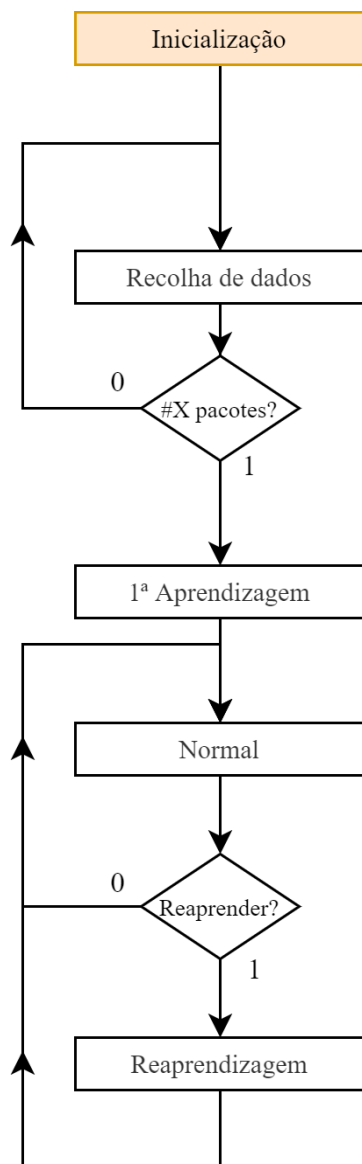 Inicialização
Recolha de dados
0
#X pacotes?
1
1ª Aprendizagem
Normal
0
Reaprender?
1
Reaprendizagem